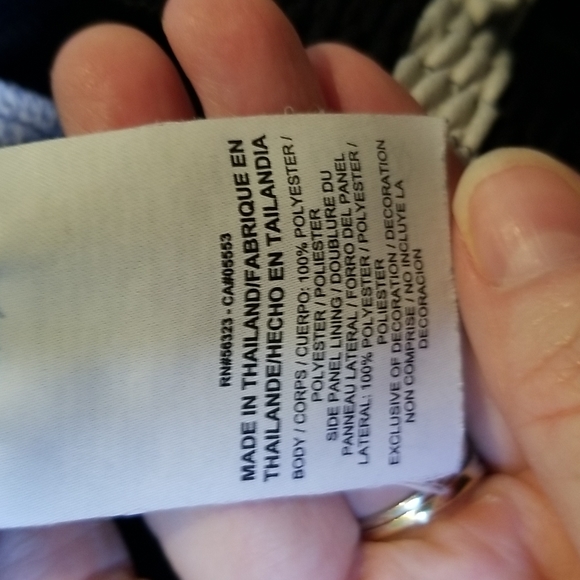 RN#56323 - CA#05553
MADE IN THAILAND/FABRIQUE EN
THAILANDE/HECHO EN TAILANDIA
BODY / CORPS / CUERPO: 100% POLYESTER /
POLYESTER / POLIESTER
SIDE PANEL LINING / DOUBLURE DU
PANNEAU LATERAL / FORRO DEL PANEL
LATERAL: 100% POLYESTER / POLYESTER /
POLIESTER
EXCLUSIVE OF DECORATION / DECORATION
NON COMPRISE / NO INCLUYE LA
DECORACION